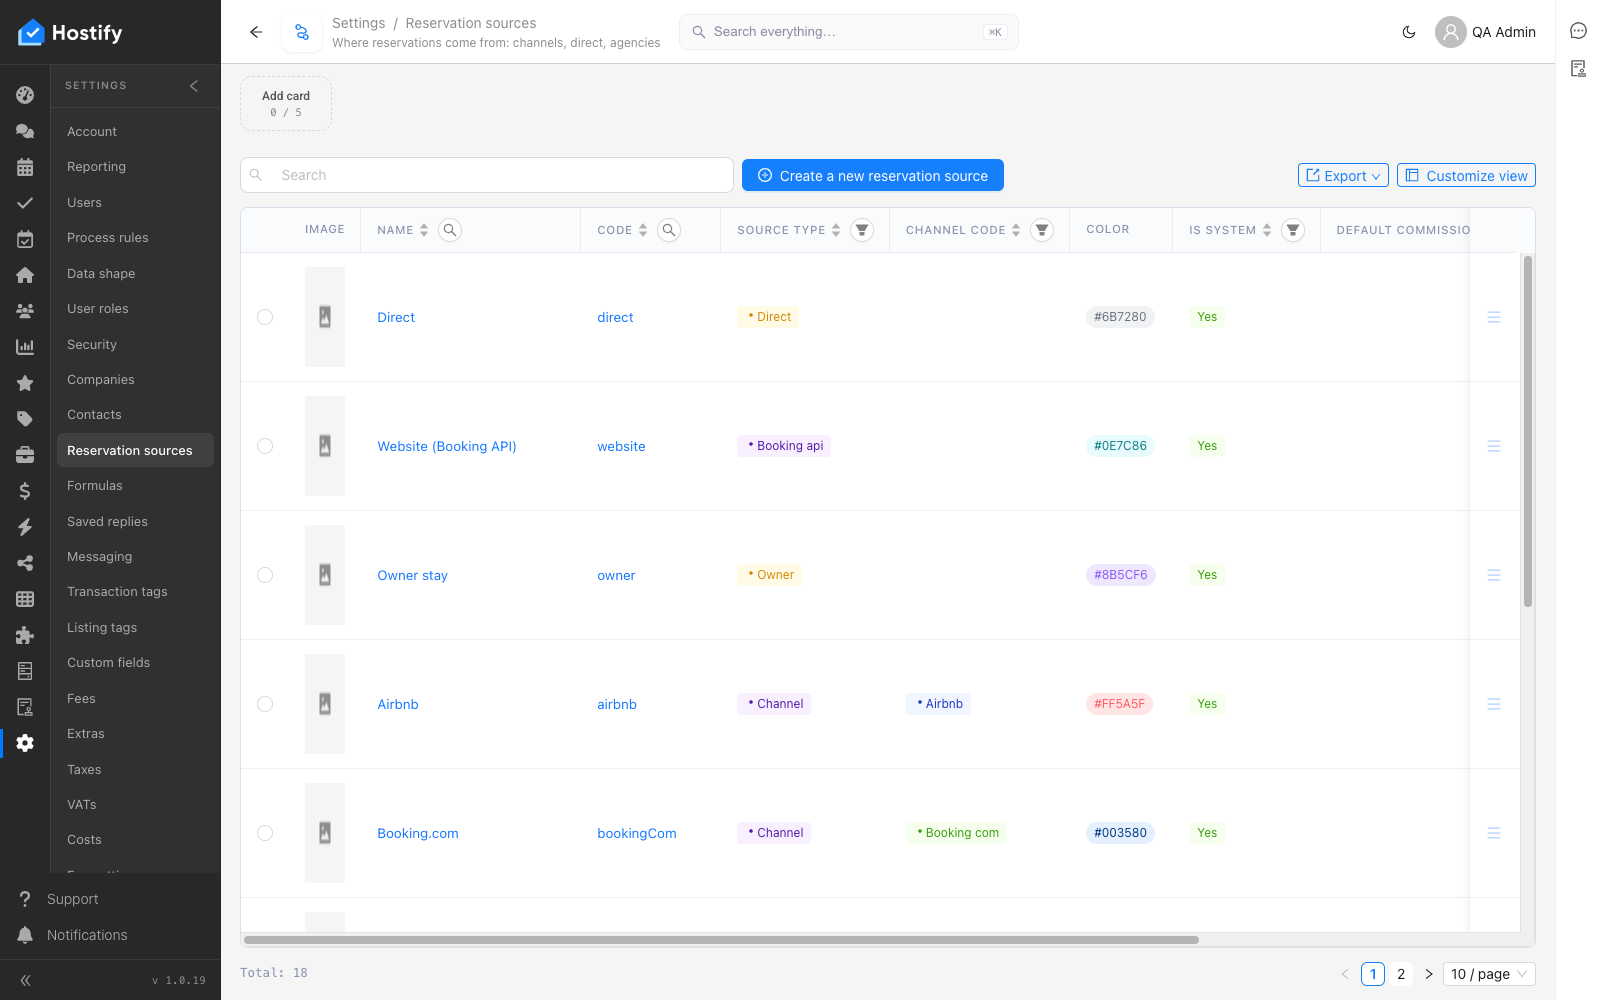 Hostify
Settings / Reservation sources
Where reservations come from: channels, direct, agencies
Search everything...
⌘K
QA Admin
SETTINGS
Account
Reporting
Users
Process rules
Data shape
User roles
Security
Companies
Contacts
Reservation sources
Formulas
Saved replies
Messaging
Transaction tags
Listing tags
Custom fields
Fees
Extras
Taxes
VATs
Costs
Support
Notifications
v 1.0.19
Add card
0 / 5
Search
Create a new reservation source
Export
Customize view
IMAGE NAME CODE SOURCE TYPE CHANNEL CODE COLOR IS SYSTEM DEFAULT COMMISSIO
Direct direct • Direct #6B7280 Yes
Website (Booking API) website • Booking api #0E7C86 Yes
Owner stay owner • Owner #8B5CF6 Yes
Airbnb airbnb • Channel • Airbnb #FF5A5F Yes
Booking.com bookingCom • Channel • Booking com #003580 Yes
Total: 18
1 2 10 / page